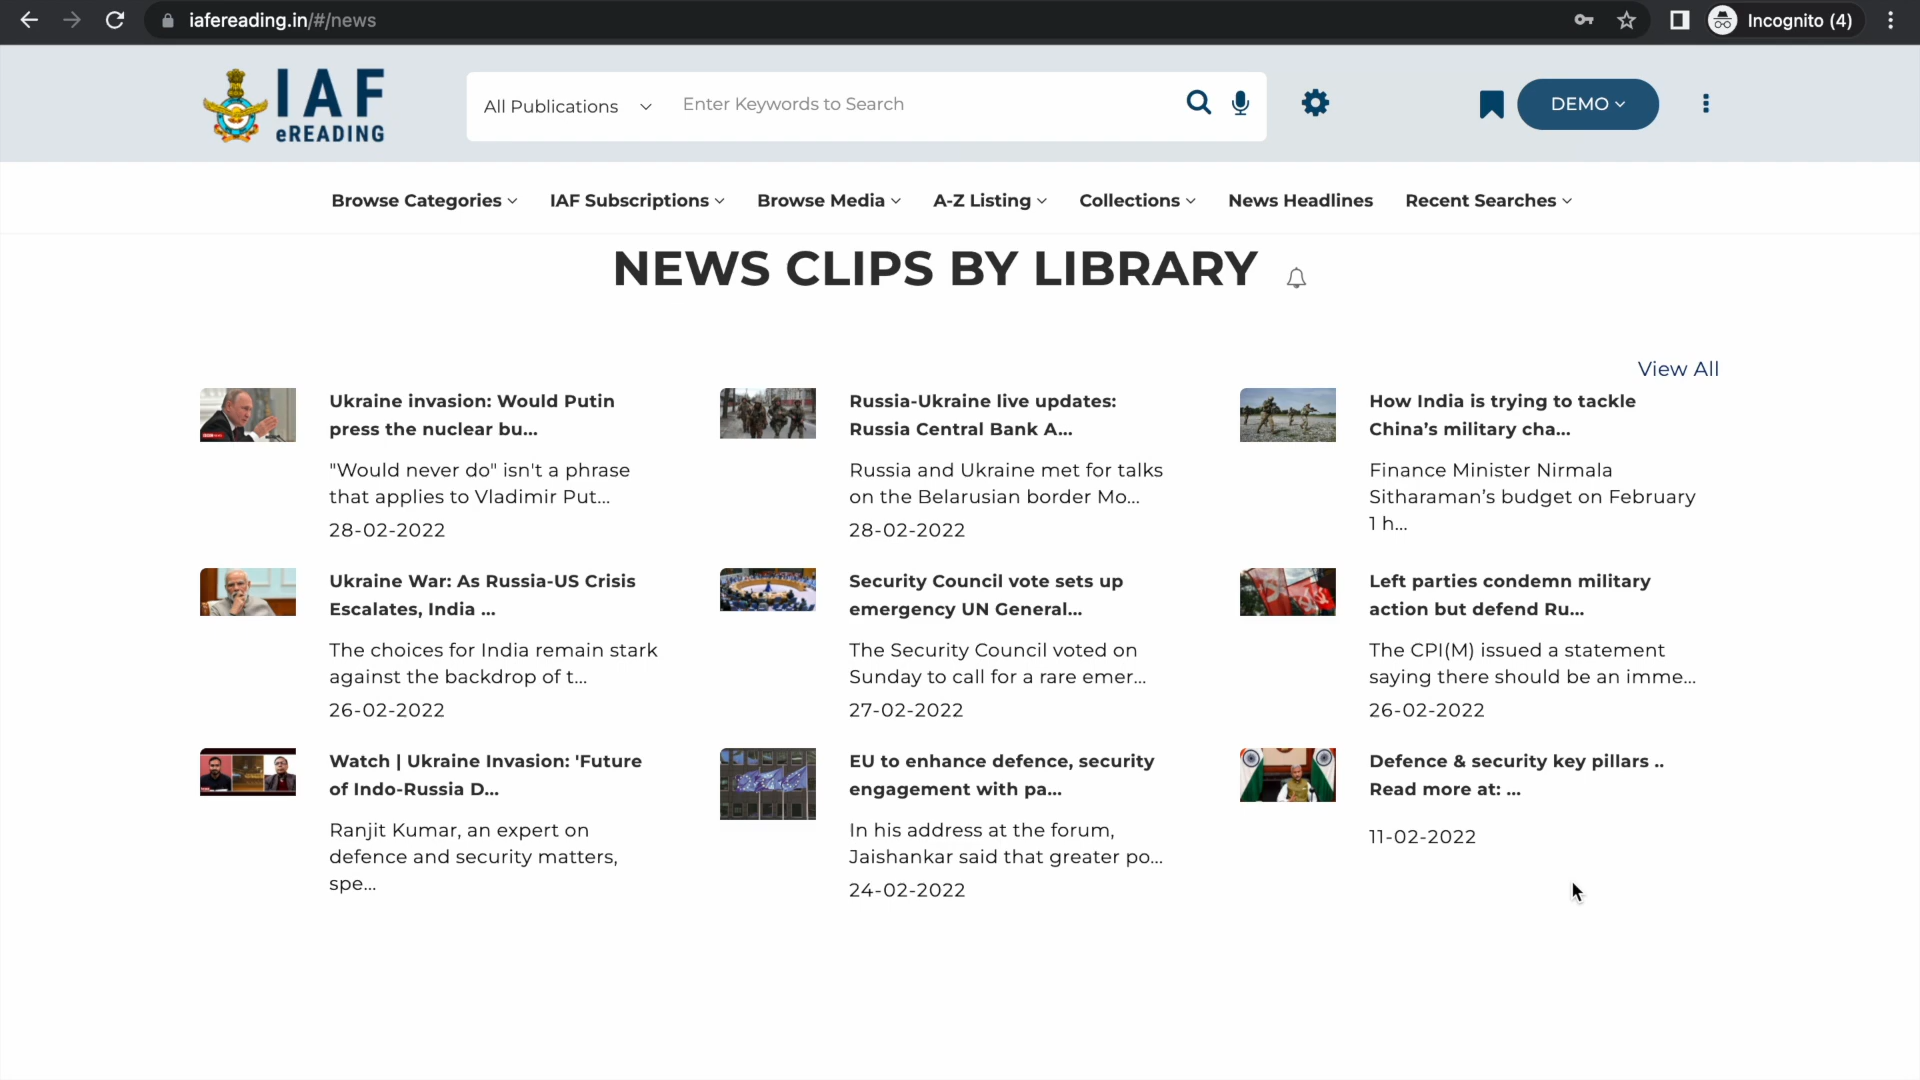 iafereading.in/#/news
Incognito (4)
IAF
eREADING
All Publications
Enter Keywords to Search
DEMO
Browse Categories
IAF Subscriptions
Browse Media
A-Z Listing
Collections
News Headlines
Recent Searches
NEWS CLIPS BY LIBRARY
View All
Ukraine invasion: Would Putin
press the nuclear bu...
"Would never do" isn't a phrase
that applies to Vladimir Put...
28-02-2022
Russia-Ukraine live updates:
Russia Central Bank A...
Russia and Ukraine met for talks
on the Belarusian border Mo...
28-02-2022
How India is trying to tackle
China’s military cha...
Finance Minister Nirmala
Sitharaman’s budget on February
1 h...
Ukraine War: As Russia-US Crisis
Escalates, India ...
The choices for India remain stark
against the backdrop of t...
26-02-2022
Security Council vote sets up
emergency UN General...
The Security Council voted on
Sunday to call for a rare emer...
27-02-2022
Left parties condemn military
action but defend Ru...
The CPI(M) issued a statement
saying there should be an imme...
26-02-2022
Watch | Ukraine Invasion: 'Future
of Indo-Russia D...
Ranjit Kumar, an expert on
defence and security matters,
spe...
EU to enhance defence, security
engagement with pa...
In his address at the forum,
Jaishankar said that greater po...
24-02-2022
Defence & security key pillars ..
Read more at: ...
11-02-2022